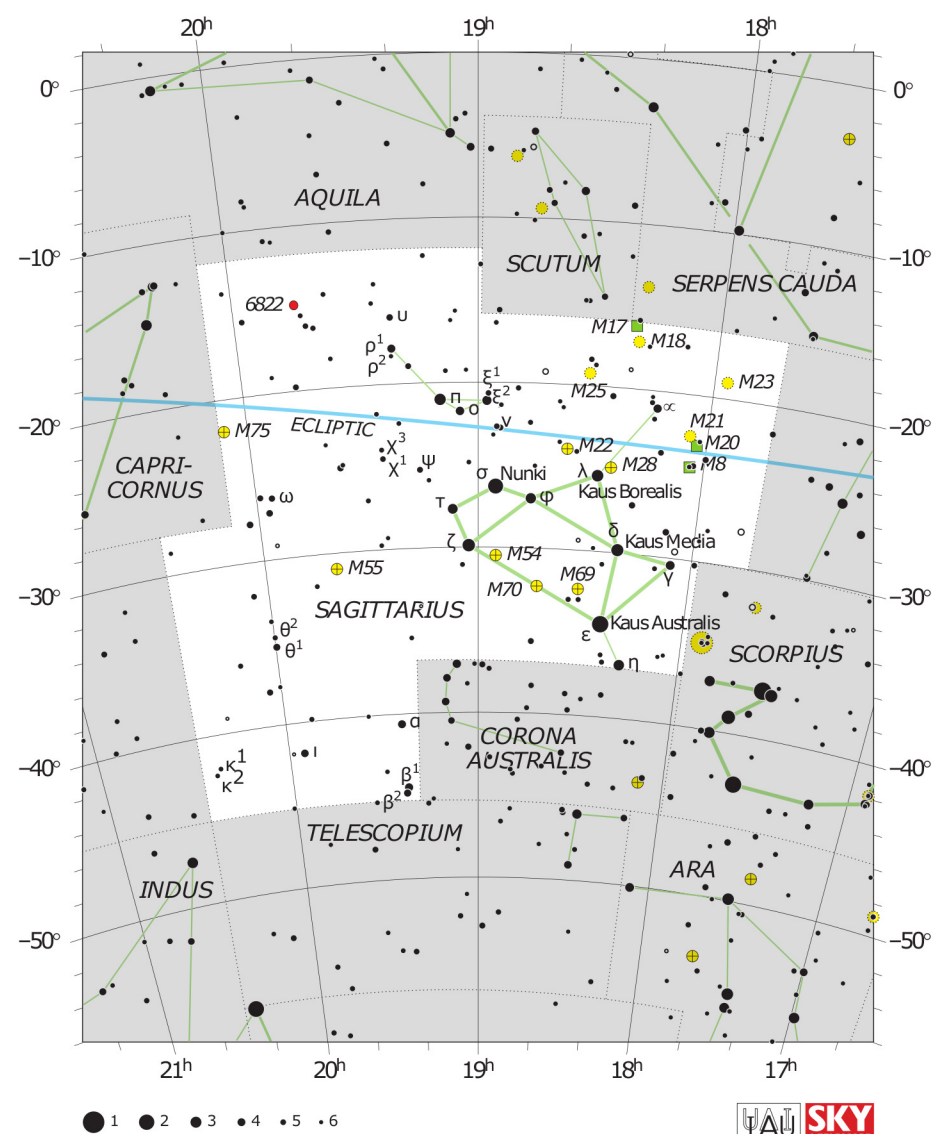 20h 19h 18h
0° 0°
AQUILA
–10° –10°
SCUTUM
SERPENS CAUDA
6822
υ
M17
M18
ρ1
ρ2
ξ1
M25
M23
π
ξ2
ο
∝
–20° –20°
ECLIPTIC
ν
M21
M75
χ3
M22
M20
CAPRI-
CORNUS
χ1
ψ
M28
M8
σ
Nunki
λ
Kaus Borealis
ω
τ
φ
δ
Kaus Media
ζ
M54
γ
M55
M69
M70
–30° –30°
SAGITTARIUS
Kaus Australis
θ2
ε
θ1
SCORPIUS
η
α
CORONA
AUSTRALIS
ι
κ1
κ2
β1
β2
–40° –40°
TELESCOPIUM
ARA
INDUS
–50° –50°
21h 20h 19h 18h 17h
1 2 3 4 5 6
IAU
SKY